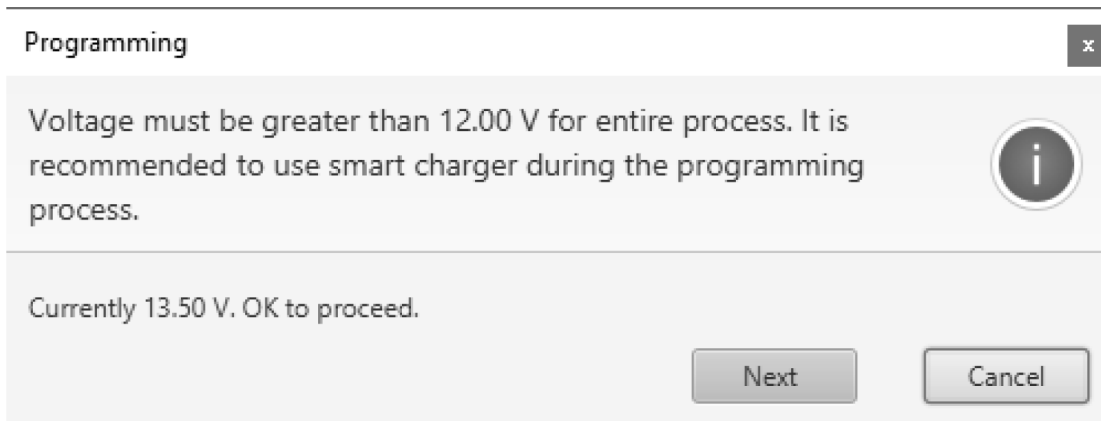 Programming
x
Voltage must be greater than 12.00 V for entire process. It is
recommended to use smart charger during the programming
process.
i
Currently 13.50 V. OK to proceed.
Next
Cancel